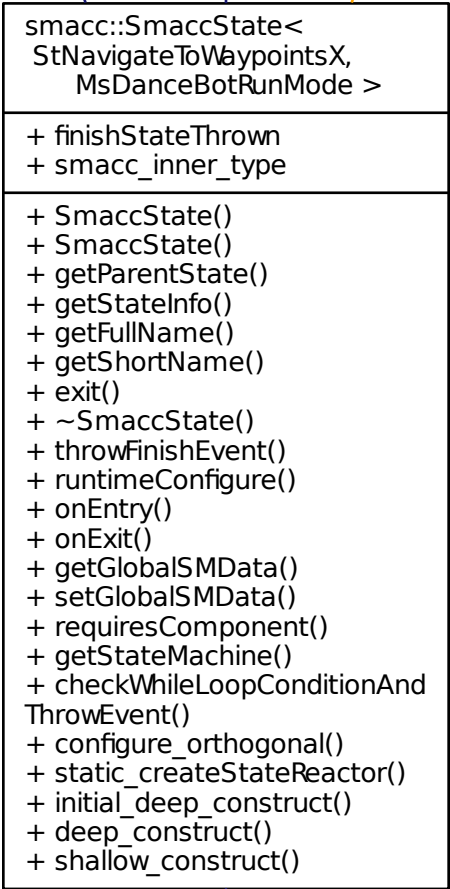 smacc::SmaccState<
StNavigateToWaypointsX,
MsDanceBotRunMode >
+ finishStateThrown
+ smacc_inner_type
+ SmaccState()
+ SmaccState()
+ getParentState()
+ getStateInfo()
+ getFullName()
+ getShortName()
+ exit()
+ ~SmaccState()
+ throwFinishEvent()
+ runtimeConfigure()
+ onEntry()
+ onExit()
+ getGlobalSMData()
+ setGlobalSMData()
+ requiresComponent()
+ getStateMachine()
+ checkWhileLoopConditionAnd
ThrowEvent()
+ configure_orthogonal()
+ static_createStateReactor()
+ initial_deep_construct()
+ deep_construct()
+ shallow_construct()